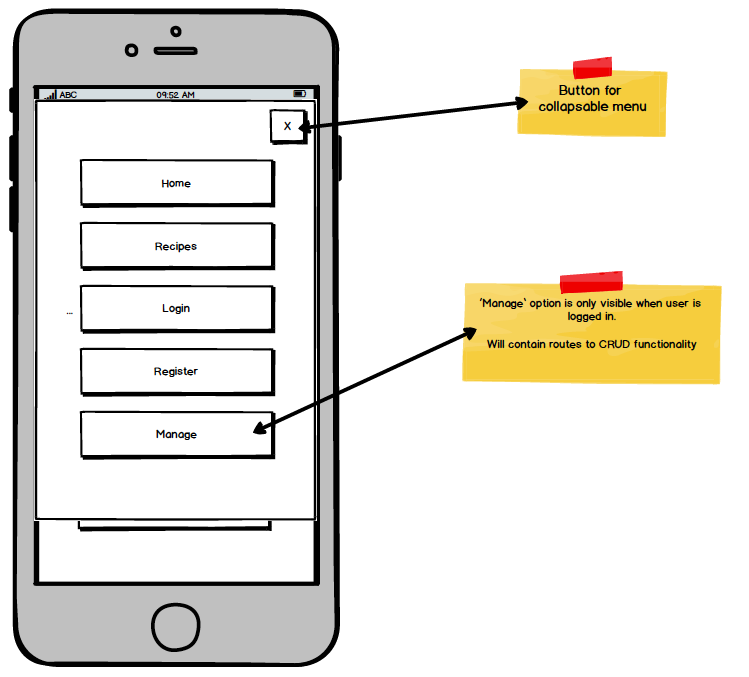 ABC 09:52 AM
X
Button for
collapsable menu
Home
Recipes
Login
...
Register
Manage
'Manage' option is only visible when user is
logged in.
Will contain routes to CRUD functionality